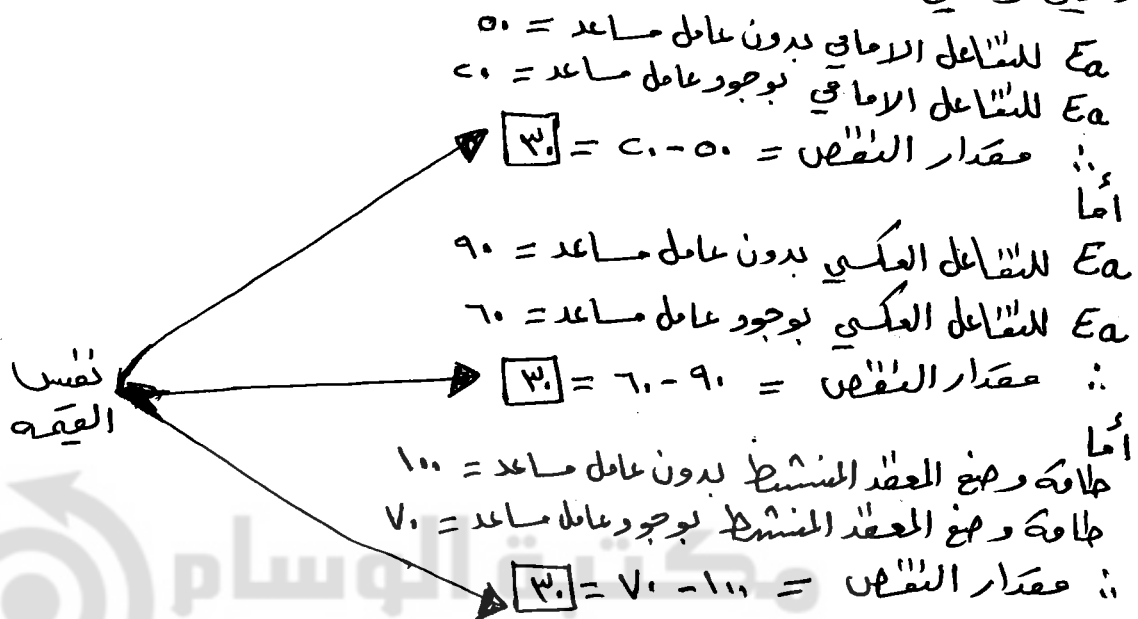 Ea للتفاعل الامامي بدون عامل مساعد = ٥٠
Ea للتفاعل الامامي بوجود عامل مساعد = ٢٠
∴ مقدار النقص = ٥٠-٢٠ = ٣٠
أما
Ea للتفاعل العكسي بدون عامل مساعد = ٩٠
Ea للتفاعل العكسي بوجود عامل مساعد = ٦٠
∴ مقدار النقص = ٩٠-٦٠ = ٣٠
أما
طاقة وضع المعقد المنشط بدون عامل مساعد = ١٠٠
طاقة وضع المعقد المنشط بوجود عامل مساعد = ٧٠
∴ مقدار النقص = ١٠٠-٧٠ = ٣٠
نفس
القيمه
مكتبة الوسام